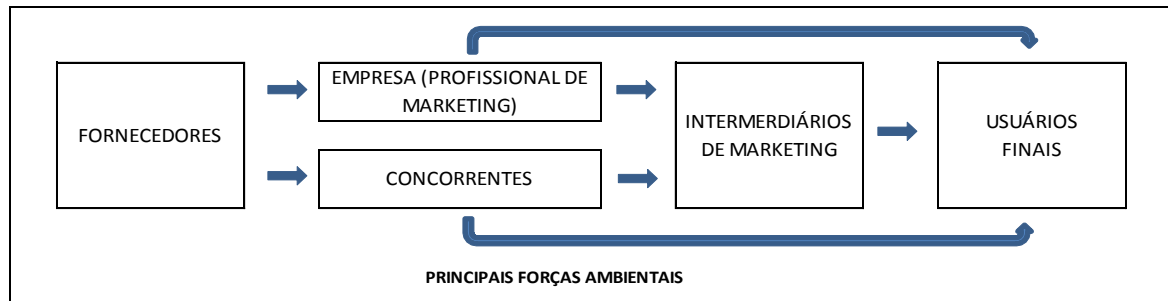 FORNECEDORES
EMPRESA (PROFISSIONAL DE
MARKETING)
CONCORRENTES
INTERMERDIÁRIOS
DE MARKETING
USUÁRIOS
FINAIS
PRINCIPAIS FORÇAS AMBIENTAIS